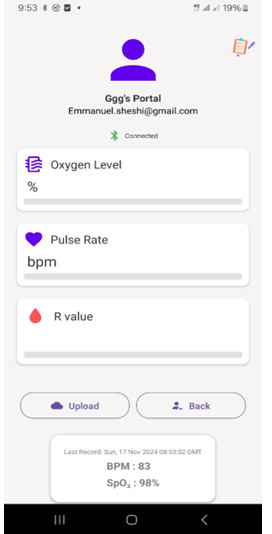 9:53 19%
Ggg's Portal
Emmanuel.sheshi@gmail.com
Connected
Oxygen Level
%
Pulse Rate
bpm
R value
Upload Back
Last Record: Sun, 17 Nov 2024 08:53:02 GMT
BPM : 83
SpO₂ : 98%